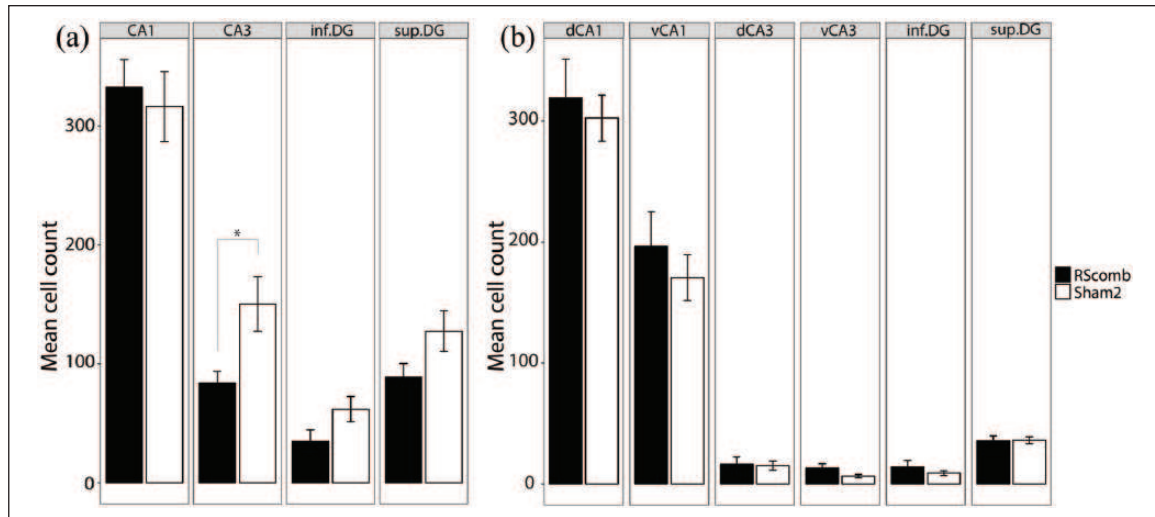 (a) CA1 CA3 inf.DG sup.DG
Mean cell count
300
200
100
0
*
(b) dCA1 vCA1 dCA3 vCA3 inf.DG sup.DG
Mean cell count
300
200
100
0
RScomb
Sham2